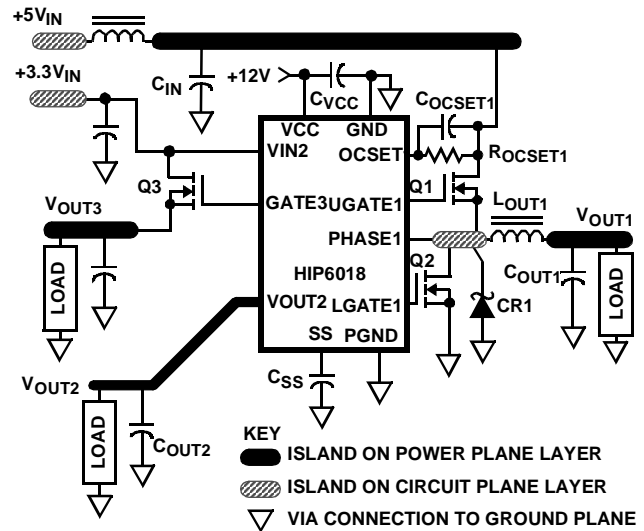 +5VIN
+3.3VIN
CIN
+12V
CVCC
COCSET1
VCC
GND
VIN2
OCSET
ROCSET1
Q3
Q1
GATE3
UGATE1
LOUT1
VOUT3
VOUT1
PHASE1
LOAD
HIP6018
Q2
COUT1
LOAD
VOUT2
LGATE1
CR1
SS
PGND
VOUT2
CSS
LOAD
COUT2
KEY
ISLAND ON POWER PLANE LAYER
ISLAND ON CIRCUIT PLANE LAYER
VIA CONNECTION TO GROUND PLANE